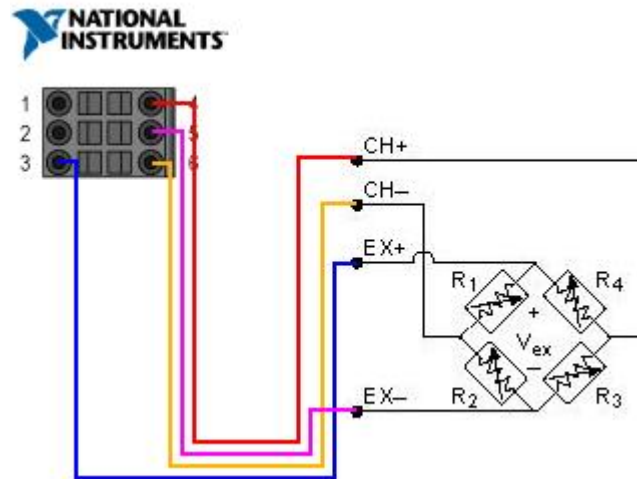 NATIONAL
INSTRUMENTS
1 4
2 5
3 6
CH+
CH–
EX+
R1 R4
+
Vex
–
R2 R3
EX–